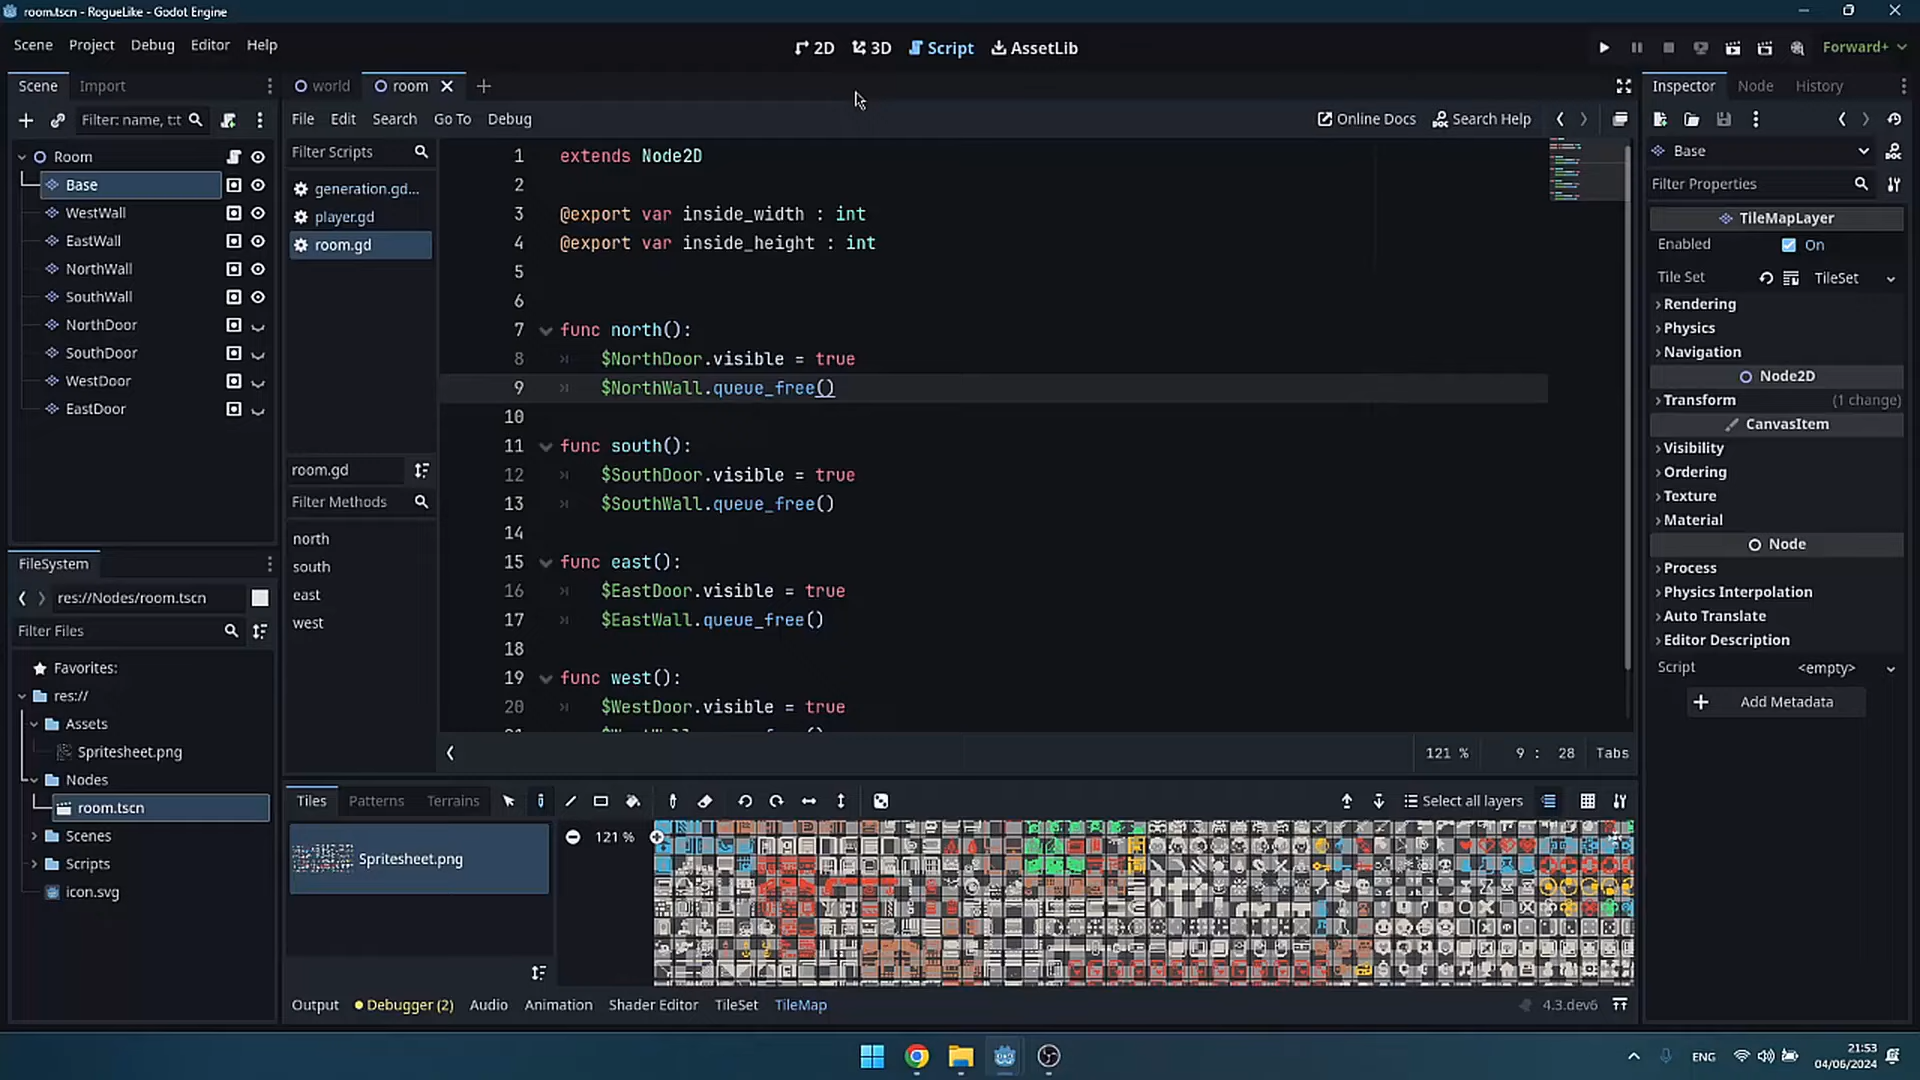 room.tscn - RogueLike - Godot Engine
Scene Project Debug Editor Help
2D 3D Script AssetLib
Forward+
Scene Import
world room
Inspector Node History
Filter: name, t:t
File Edit Search Go To Debug
Online Docs Search Help
Room
Base
WestWall
EastWall
NorthWall
SouthWall
NorthDoor
SouthDoor
WestDoor
EastDoor
FileSystem
res://Nodes/room.tscn
Filter Files
Favorites:
res://
Assets
Spritesheet.png
Nodes
room.tscn
Scenes
Scripts
icon.svg
Filter Scripts
generation.gd...
player.gd
room.gd
room.gd
Filter Methods
north
south
east
west
1 extends Node2D
2
3 @export var inside_width : int
4 @export var inside_height : int
5
6
7 func north():
8 $NorthDoor.visible = true
9 $NorthWall.queue_free()
10
11 func south():
12 $SouthDoor.visible = true
13 $SouthWall.queue_free()
14
15 func east():
16 $EastDoor.visible = true
17 $EastWall.queue_free()
18
19 func west():
20 $WestDoor.visible = true
121 % 9 : 28 Tabs
Tiles Patterns Terrains
Select all layers
Spritesheet.png
121 %
Output Debugger (2) Audio Animation Shader Editor TileSet TileMap
4.3.dev6
Base
Filter Properties
TileMapLayer
Enabled On
Tile Set TileSet
Rendering
Physics
Navigation
Node2D
Transform (1 change)
CanvasItem
Visibility
Ordering
Texture
Material
Node
Process
Physics Interpolation
Auto Translate
Editor Description
Script <empty>
Add Metadata
ENG
21:53
04/06/2024